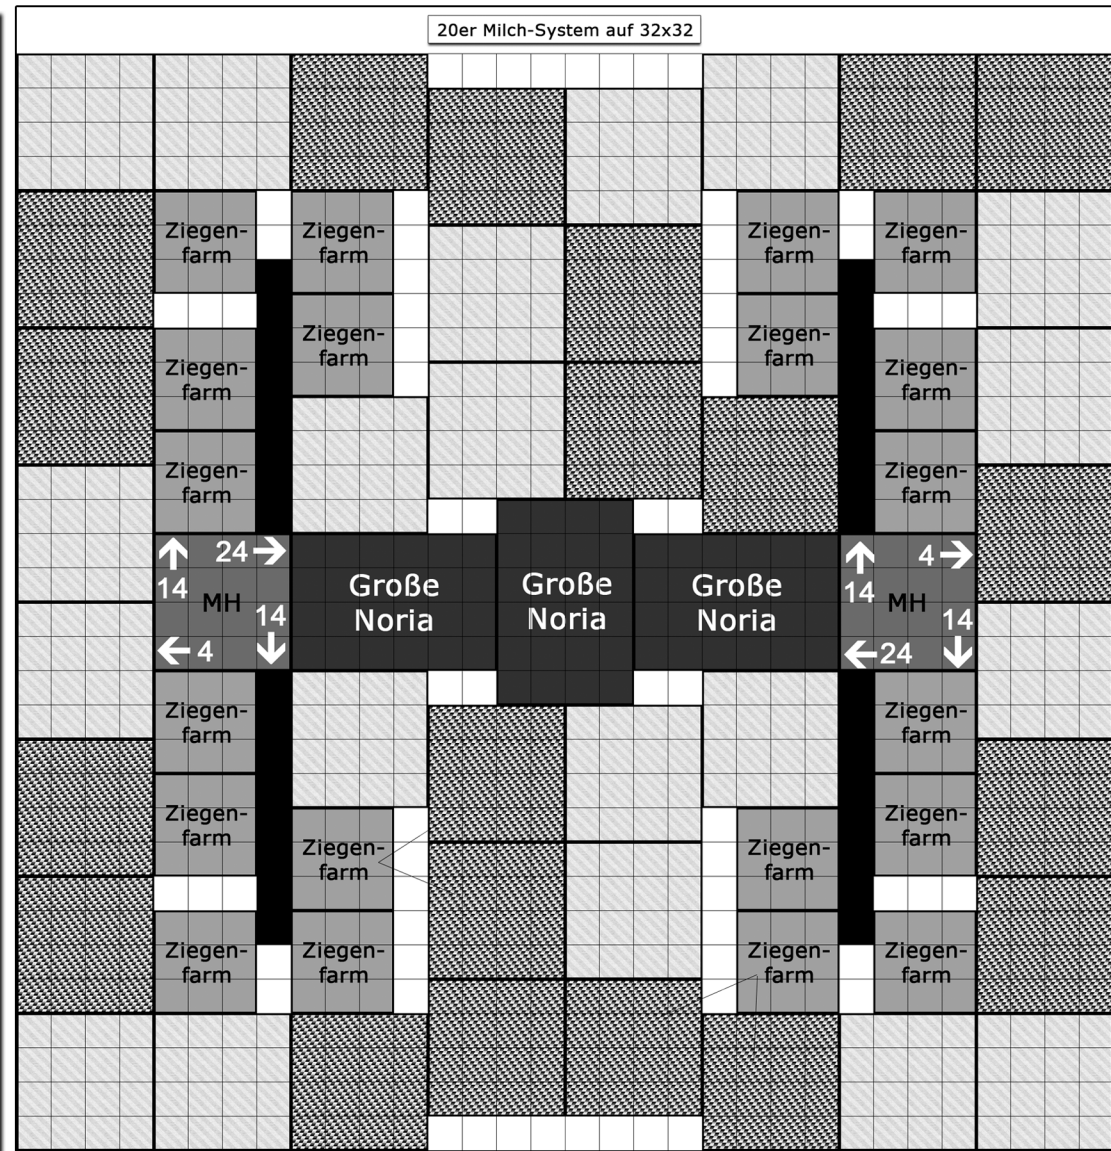 20er Milch-System auf 32x32
Ziegen-
farm
Ziegen-
farm
Ziegen-
farm
Ziegen-
farm
Ziegen-
farm
Ziegen-
farm
Ziegen-
farm
Ziegen-
farm
Ziegen-
farm
Ziegen-
farm
24
14
MH
14
4
Große
Noria
Große
Noria
Große
Noria
4
14
MH
14
24
Ziegen-
farm
Ziegen-
farm
Ziegen-
farm
Ziegen-
farm
Ziegen-
farm
Ziegen-
farm
Ziegen-
farm
Ziegen-
farm
Ziegen-
farm
Ziegen-
farm